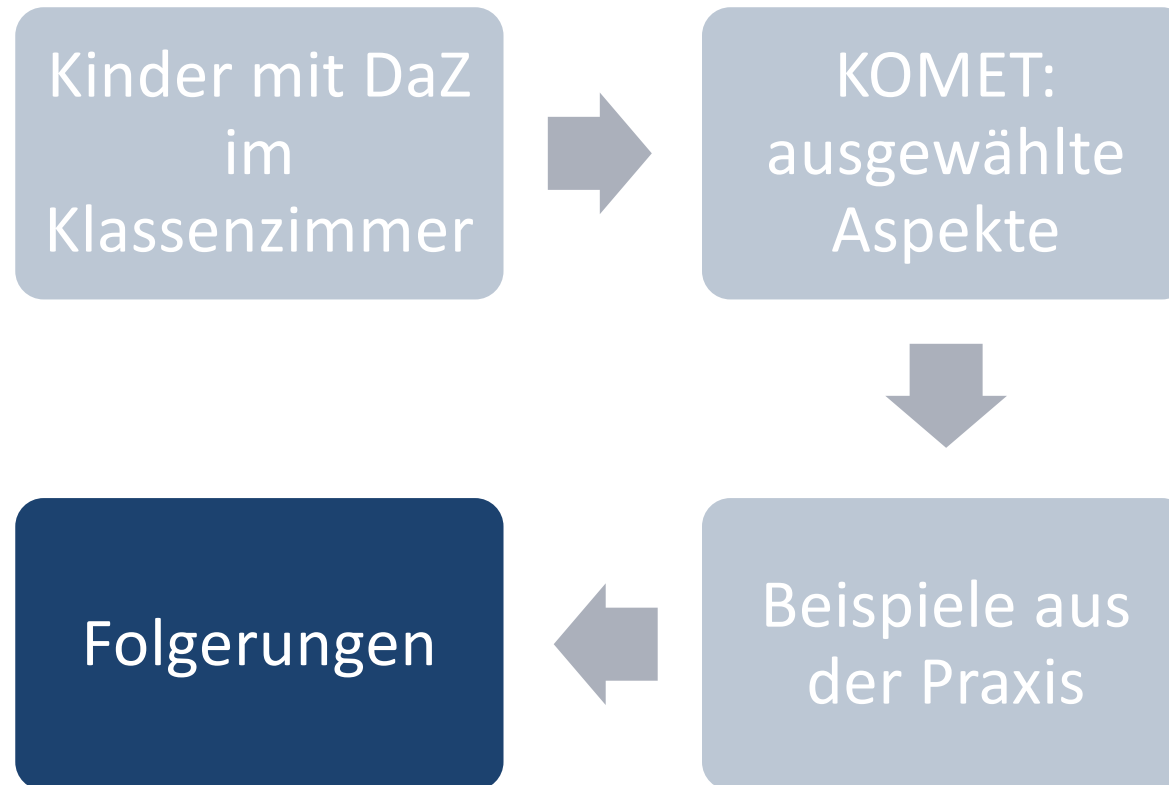 Kinder mit DaZ
im
Klassenzimmer
KOMET:
ausgewählte
Aspekte
Beispiele aus
der Praxis
Folgerungen